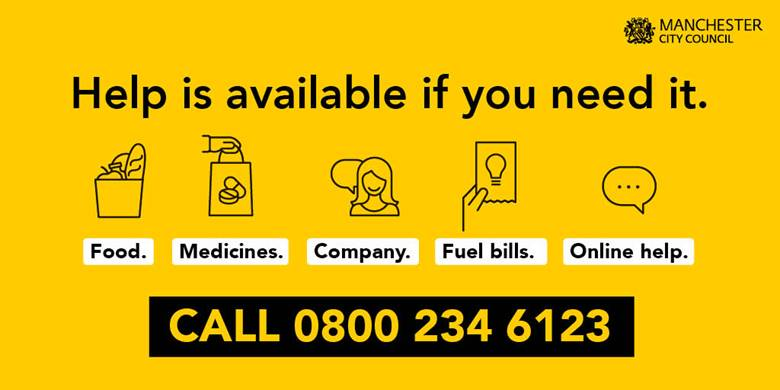 MANCHESTER
CITY COUNCIL
Help is available if you need it.
Food. Medicines. Company. Fuel bills. Online help.
CALL 0800 234 6123